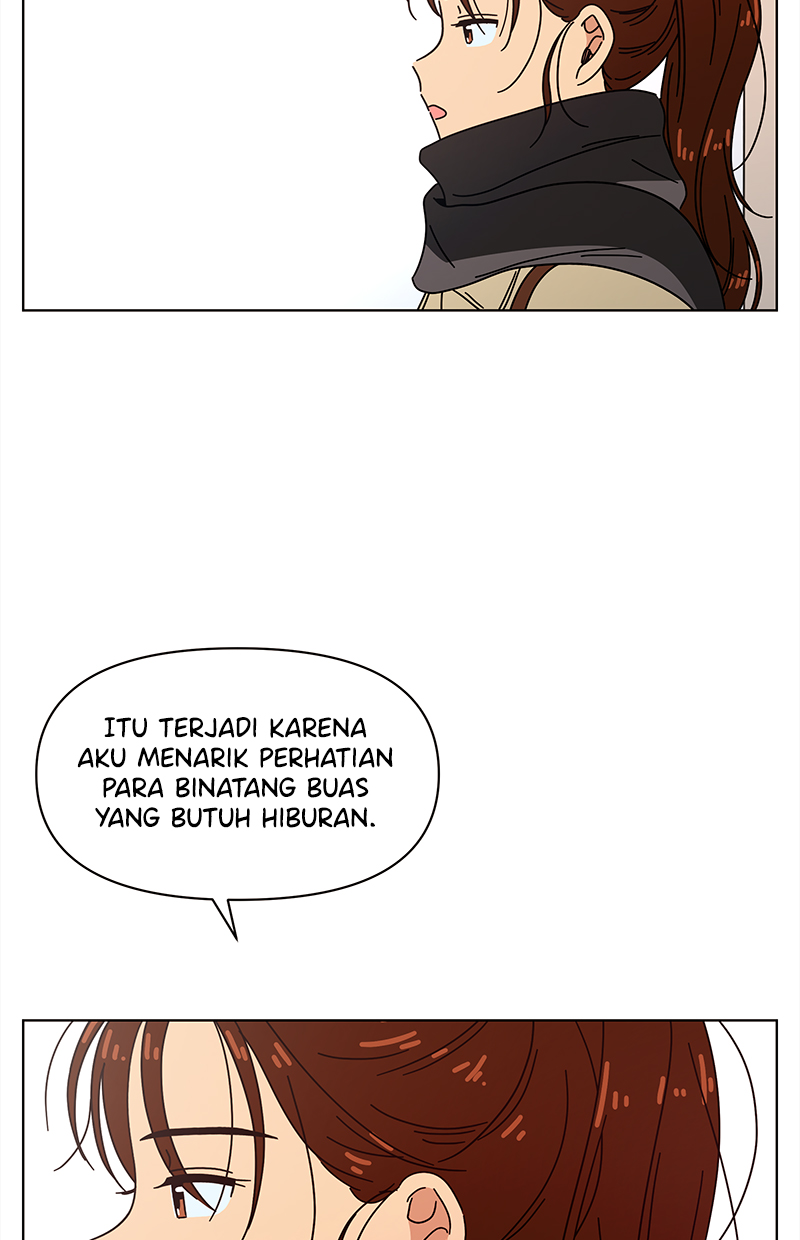 ITU TERJADI KARENA
AKU MENARIK PERHATIAN
PARA BINATANG BUAS
YANG BUTUH HIBURAN.